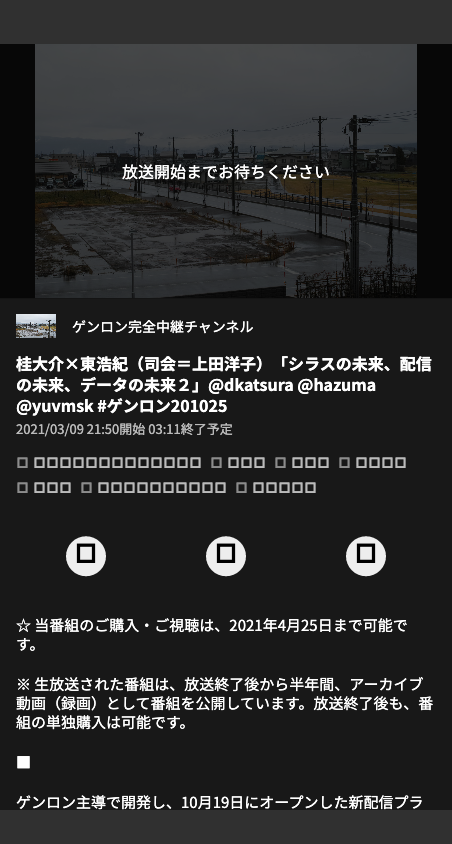 放送開始までお待ちください
ゲンロン完全中継チャンネル
桂大介×東浩紀（司会＝上田洋子）「シラスの未来、配信
の未来、データの未来２」@dkatsura @hazuma
@yuvmsk #ゲンロン201025
2021/03/09 21:50開始 03:11終了予定
☆ 当番組のご購入・ご視聴は、2021年4月25日まで可能で
す。
※ 生放送された番組は、放送終了後から半年間、アーカイブ
動画（録画）として番組を公開しています。放送終了後も、番
組の単独購入は可能です。
■
ゲンロン主導で開発し、10月19日にオープンした新配信プラ